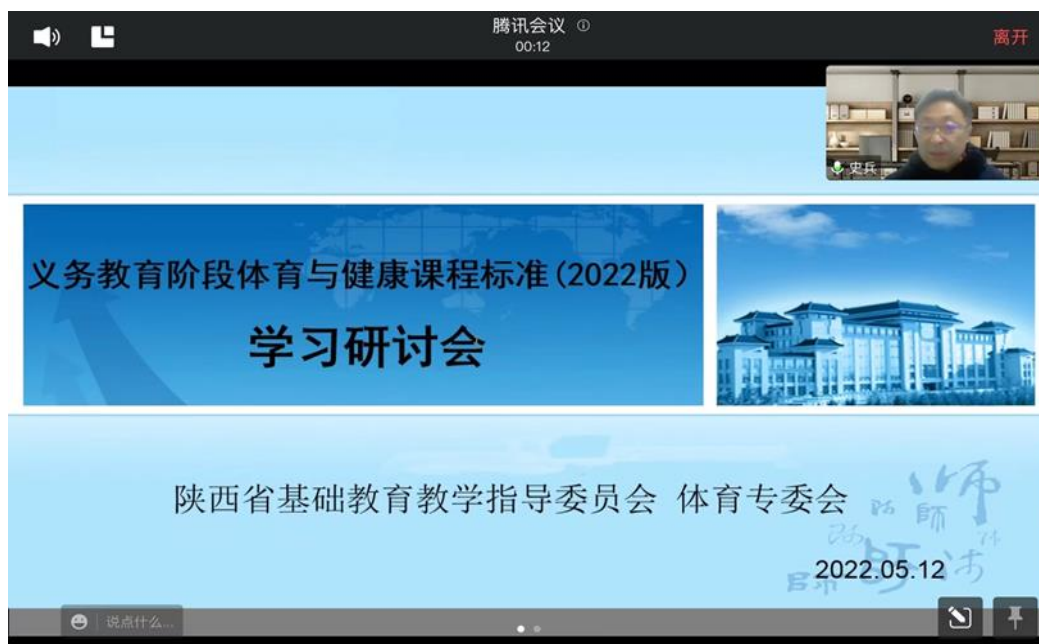 腾讯会议
00:12
离开
史兵
义务教育阶段体育与健康课程标准(2022版)
学习研讨会
陕西省基础教育教学指导委员会 体育专委会
師
师
2022.05.12
说点什么...